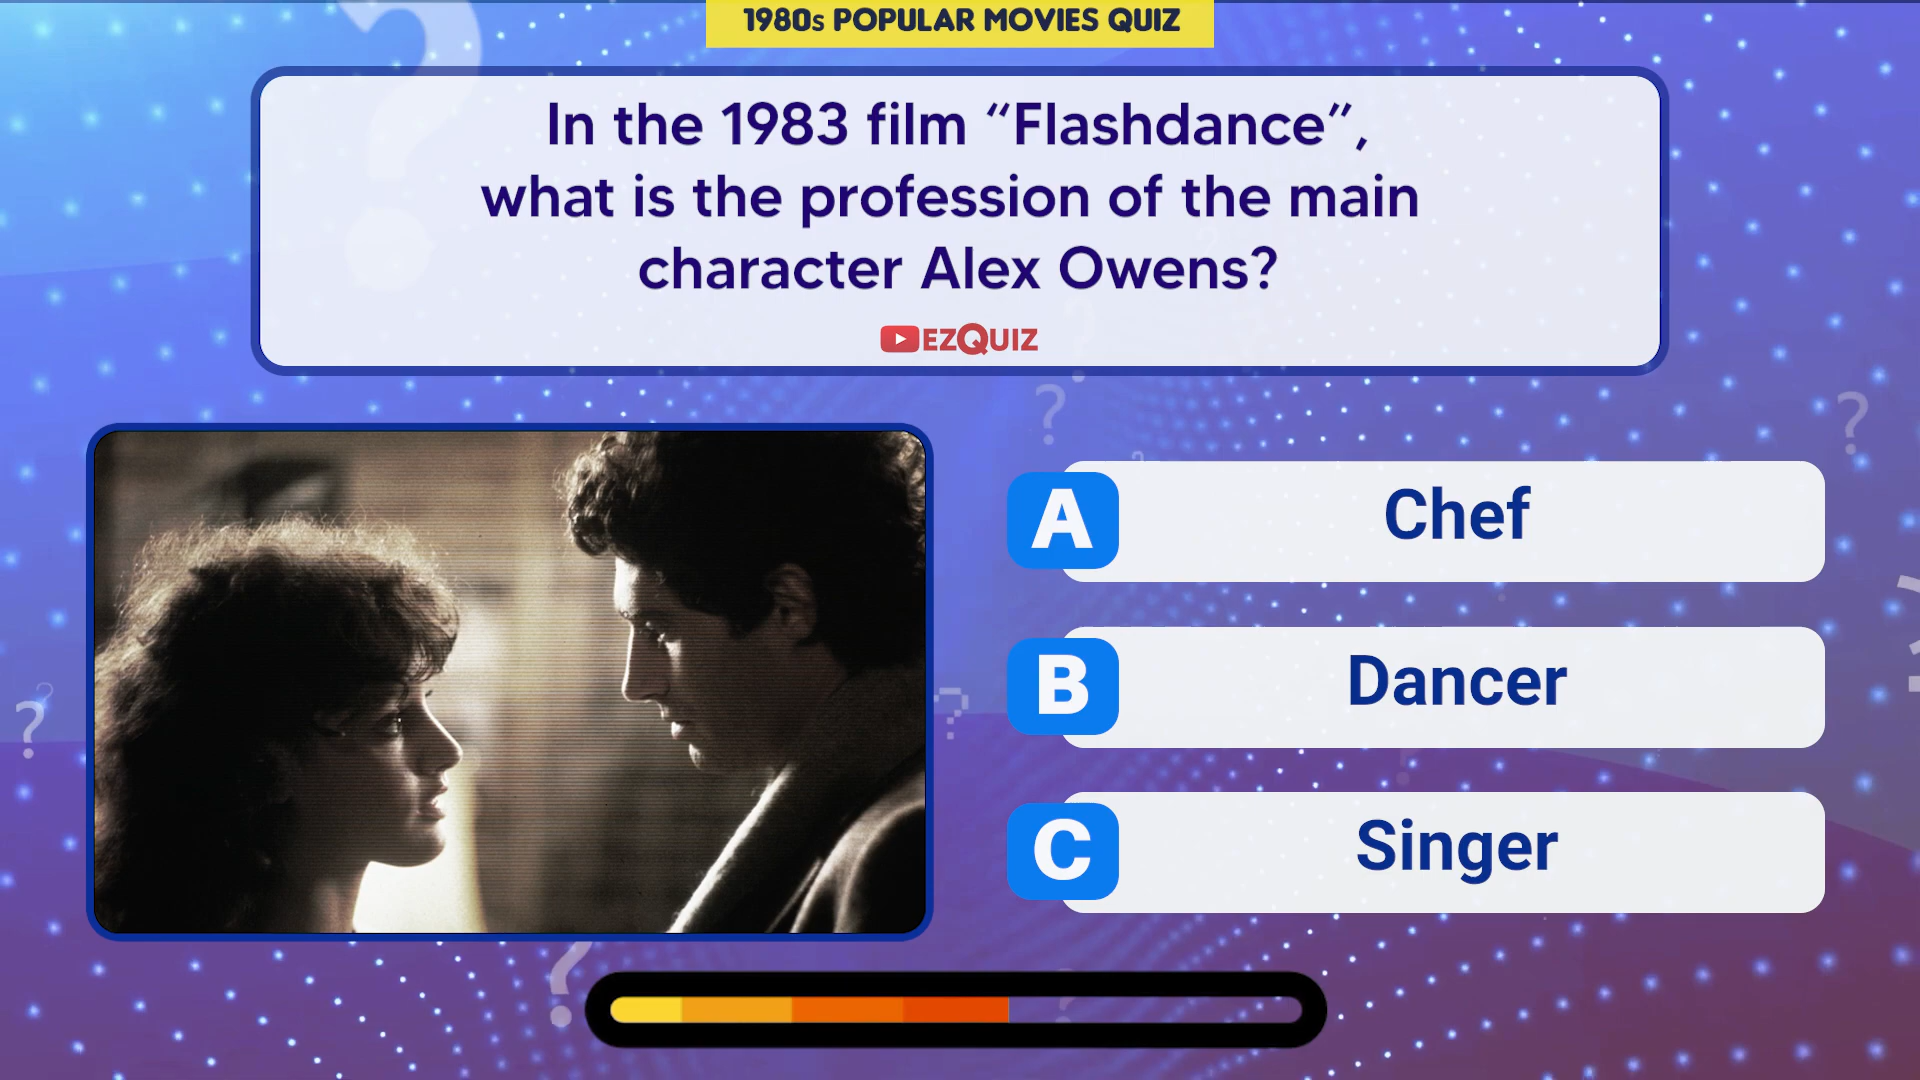 1980s POPULAR MOVIES QUIZ
In the 1983 film “Flashdance”,
what is the profession of the main
character Alex Owens?
EZQUIZ
A Chef
B Dancer
C Singer